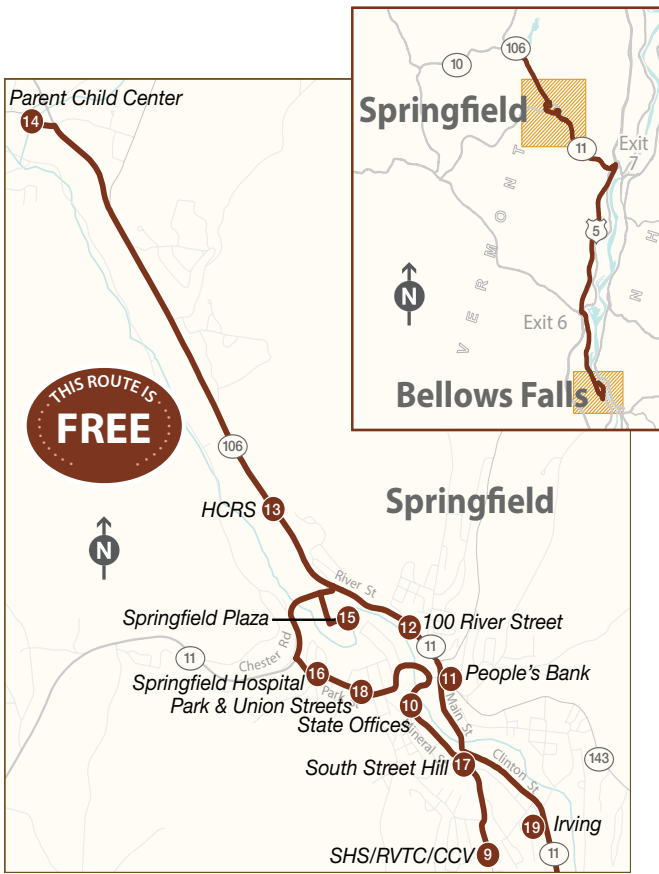 106
10
Springfield
11
Exit
7
5
VERMONT
N
N H
Exit 6
Bellows Falls
Parent Child Center
14
THIS ROUTE IS
FREE
106
N
HCRS 13
Springfield
River St
Springfield Plaza 15
12 100 River Street
11
11
Chester Rd
Springfield Hospital 16
11 People's Bank
Park & Union Streets 18
State Offices 10
Main St
South Street Hill 17
Clinton St
143
19 Irving
SHS/RVTC/CCV 9
11